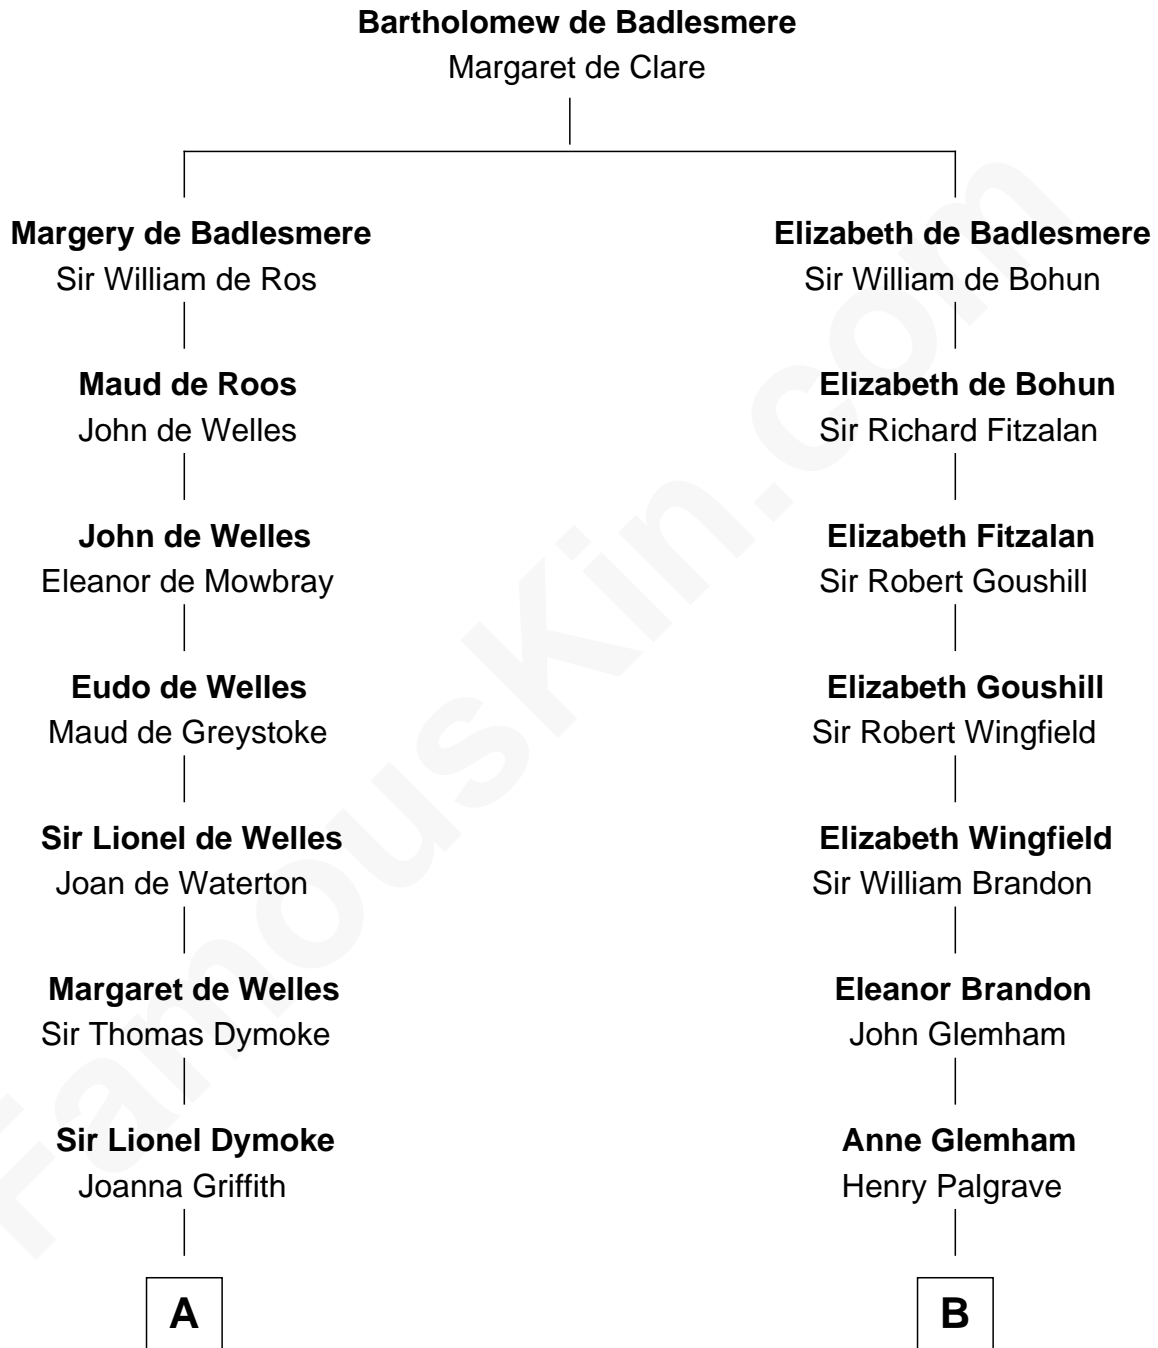 Bartholomew de Badlesmere
Margaret de Clare
Margery de Badlesmere
Sir William de Ros
Elizabeth de Badlesmere
Sir William de Bohun
Maud de Roos
John de Welles
Elizabeth de Bohun
Sir Richard Fitzalan
John de Welles
Eleanor de Mowbray
Elizabeth Fitzalan
Sir Robert Goushill
Eudo de Welles
Maud de Greystoke
Elizabeth Goushill
Sir Robert Wingfield
Sir Lionel de Welles
Joan de Waterton
Elizabeth Wingfield
Sir William Brandon
Margaret de Welles
Sir Thomas Dymoke
Eleanor Brandon
John Glemham
Sir Lionel Dymoke
Joanna Griffith
Anne Glemham
Henry Palgrave
A
B
FamousKin.com